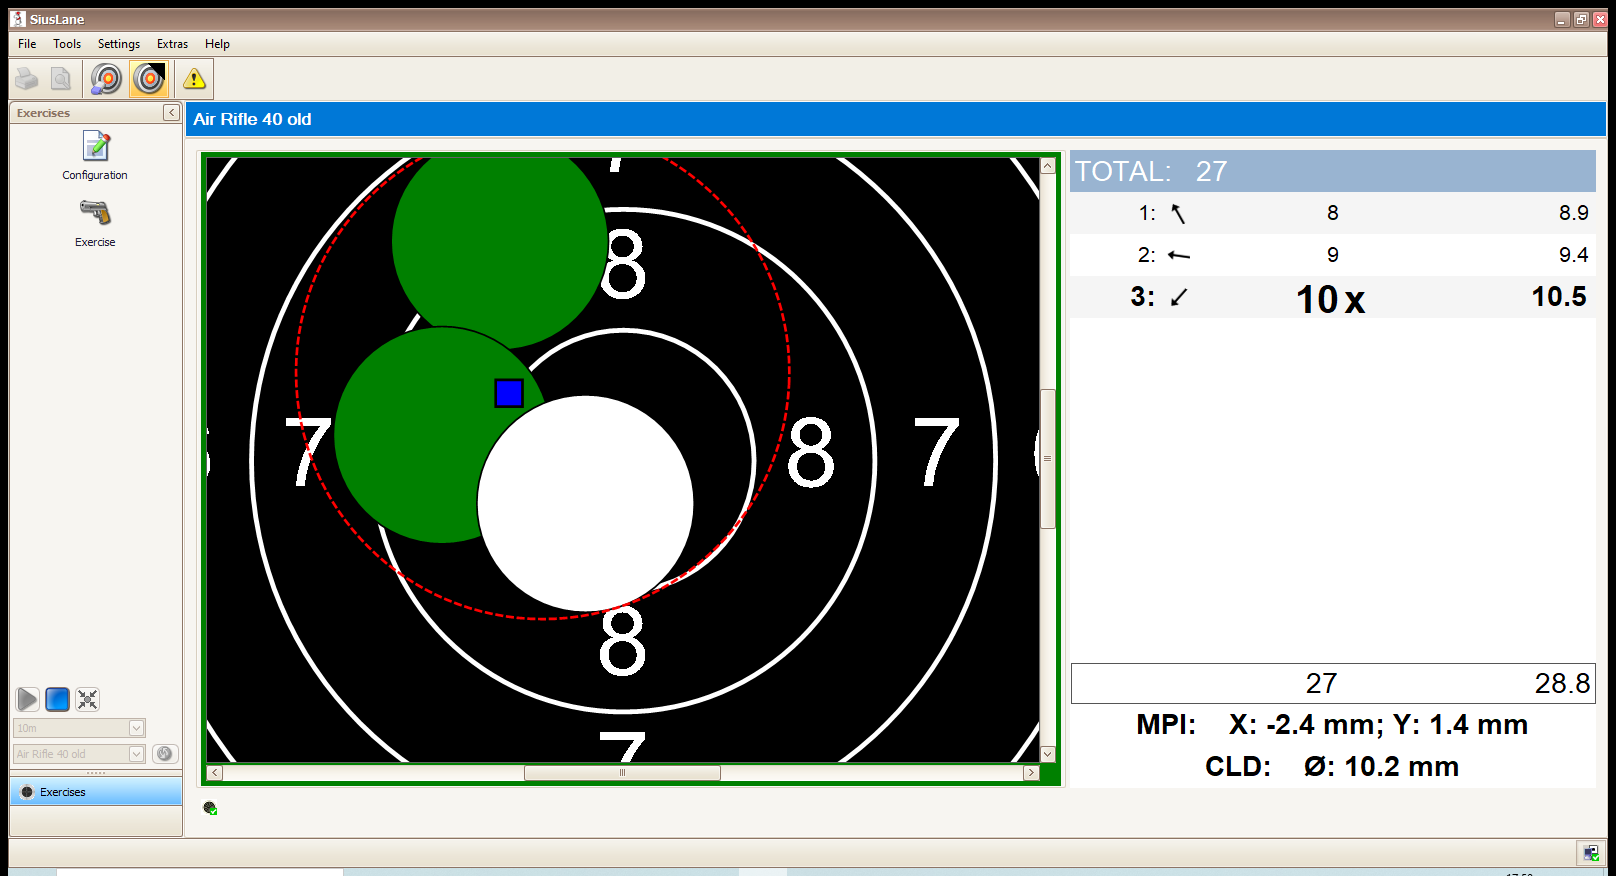 SiusLane
File Tools Settings Extras Help
Exercises
Configuration
Exercise
10m
Air Rifle 40 old
Exercises
Air Rifle 40 old
7
8
7 8 7
8
7
TOTAL: 27
1: 8 8.9
2: 9 9.4
3: 10 x 10.5
27 28.8
MPI: X: -2.4 mm; Y: 1.4 mm
CLD: Ø: 10.2 mm